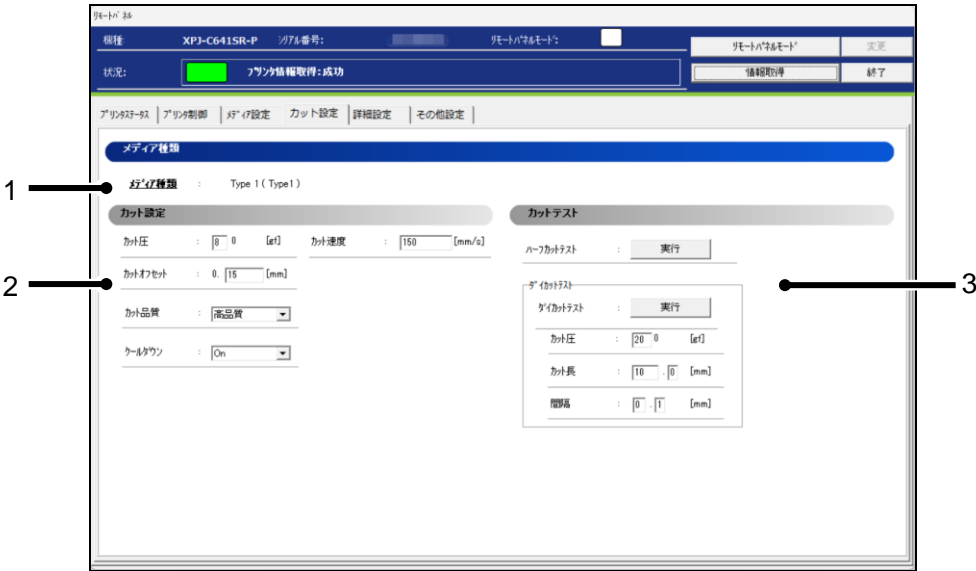 ﾘﾓｰﾄﾊﾟﾈﾙ
機種: XPJ-C641SR-P ｼﾘｱﾙ番号: ﾘﾓｰﾄﾊﾟﾈﾙﾓｰﾄﾞ: ﾘﾓｰﾄﾊﾟﾈﾙﾓｰﾄﾞ 変更
状況: ﾌﾟﾘﾝﾀ情報取得:成功 情報取得 終了
ﾌﾟﾘﾝﾀｽﾃｰﾀｽ ﾌﾟﾘﾝﾀ制御 ﾒﾃﾞｨｱ設定 カット設定 詳細設定 その他設定
メディア種類
1
ﾒﾃﾞｨｱ種類 : Type 1 ( Type1 )
カット設定
ｶｯﾄ圧 : 8 0 [gf] ｶｯﾄ速度 : 150 [mm/s]
2
ｶｯﾄｵﾌｾｯﾄ : 0. 15 [mm]
ｶｯﾄ品質 : 高品質
ｸｰﾙﾀﾞｳﾝ : On
カットテスト
ﾊｰﾌｶｯﾄﾃｽﾄ : 実行
3
ﾀﾞｲｶｯﾄﾃｽﾄ
ﾀﾞｲｶｯﾄﾃｽﾄ : 実行
ｶｯﾄ圧 : 20 0 [gf]
ｶｯﾄ長 : 10 . 0 [mm]
間隔 : 0 . 1 [mm]